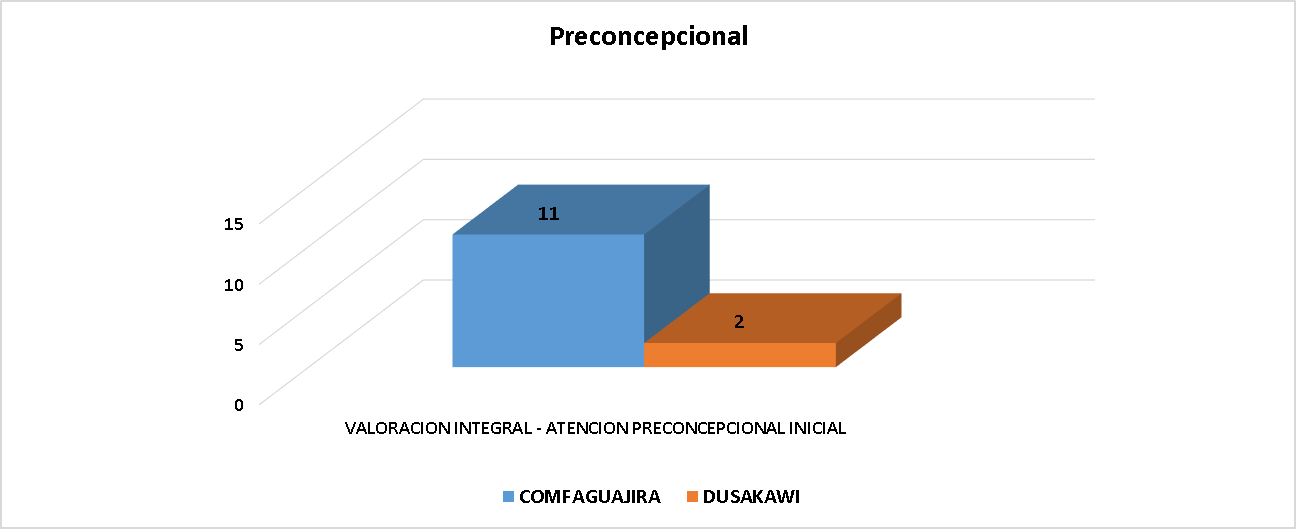 Preconcepcional
15
10
5
0
11
2
VALORACION INTEGRAL - ATENCION PRECONCEPCIONAL INICIAL
COMFAGUAJIRA DUSAKAWI